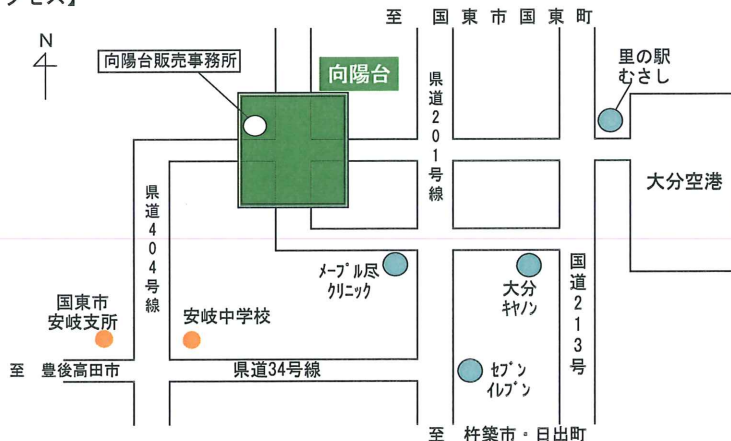 クセス】
至 国東市国東町
N
向陽台販売事務所
向陽台
里の駅
むさし
県道201号線
大分空港
県道404号線
メープル尽
クリニック
大分
キヤノン
国道213号
国東市
安岐支所
安岐中学校
至 豊後高田市
県道34号線
セブン
イレブン
至 杵築市・日出町